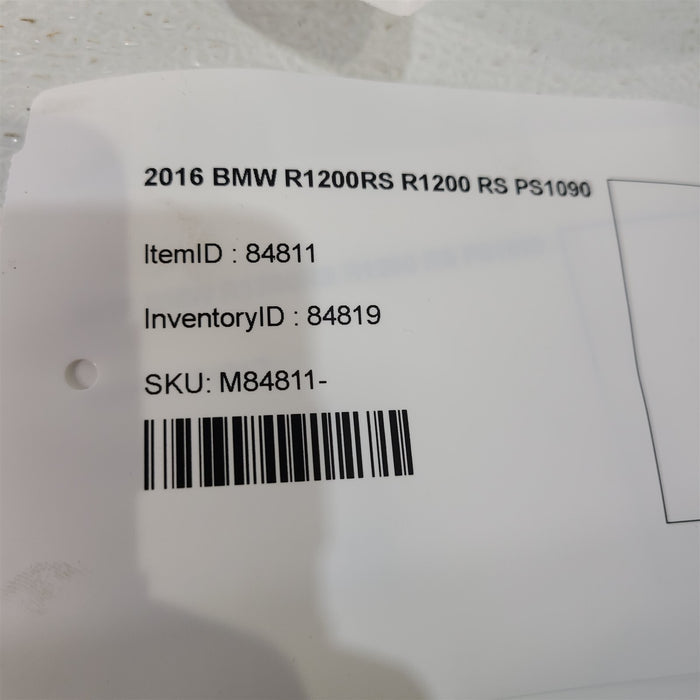 2016 BMW R1200RS R1200 RS PS1090
ItemID : 84811
InventoryID : 84819
SKU: M84811-